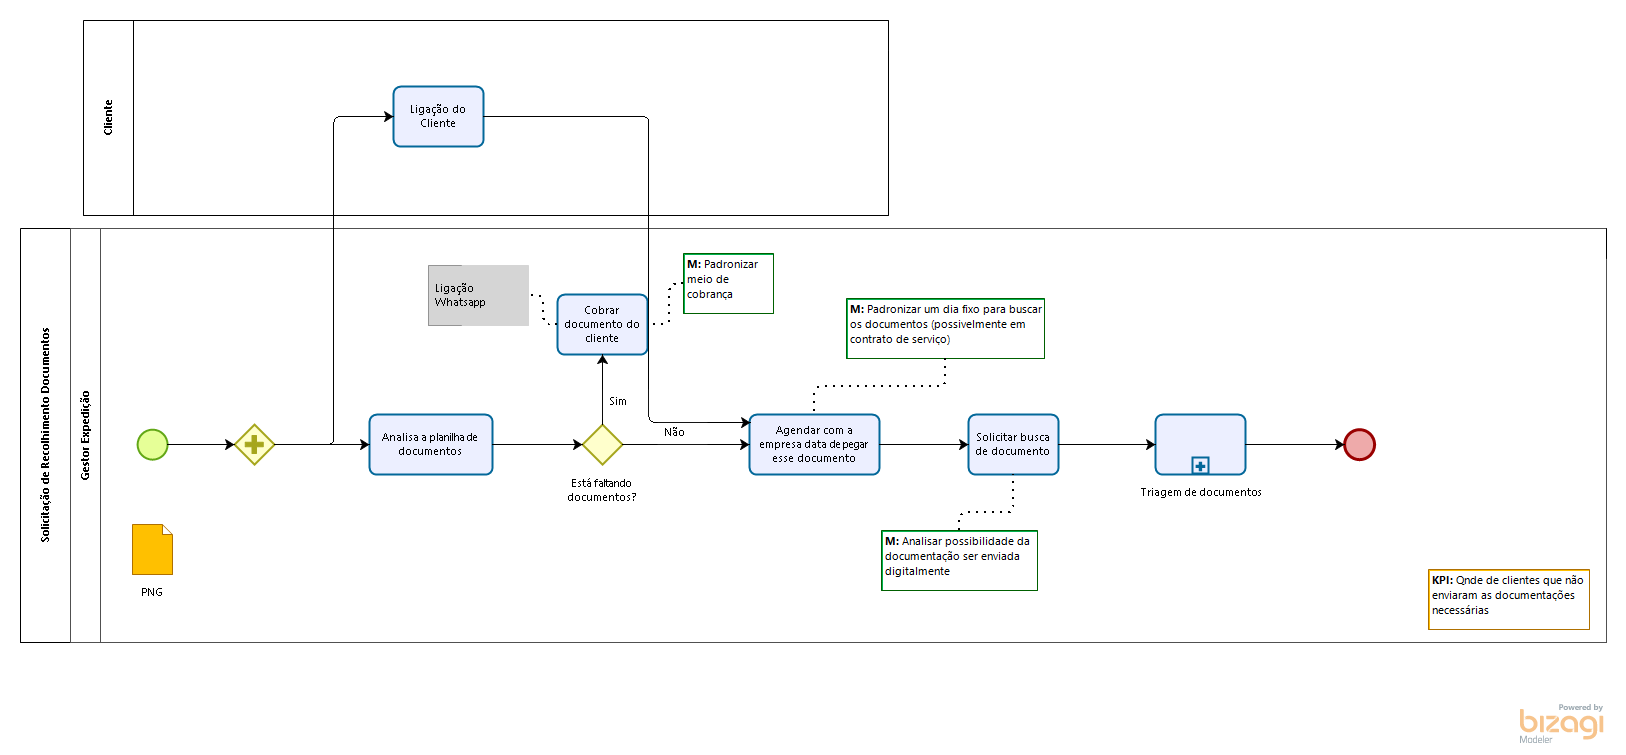 Cliente
Ligação do
Cliente
Solicitação de Recolhimento Documentos
Gestor Expedição
Ligação
Whatsapp
Cobrar
documento do
cliente
M: Padronizar
meio de
cobrança
M: Padronizar um dia fixo para buscar
os documentos (possivelmente em
contrato de serviço)
Sim
Não
Analisa a planilha de
documentos
Está faltando
documentos?
Agendar com a
empresa data de pegar
esse documento
Solicitar busca
de documento
Triagem de documentos
M: Analisar possibilidade da
documentação ser enviada
digitalmente
PNG
KPI: Qnde de clientes que não
enviaram as documentações
necessárias
Powered by
bizagi
Modeler